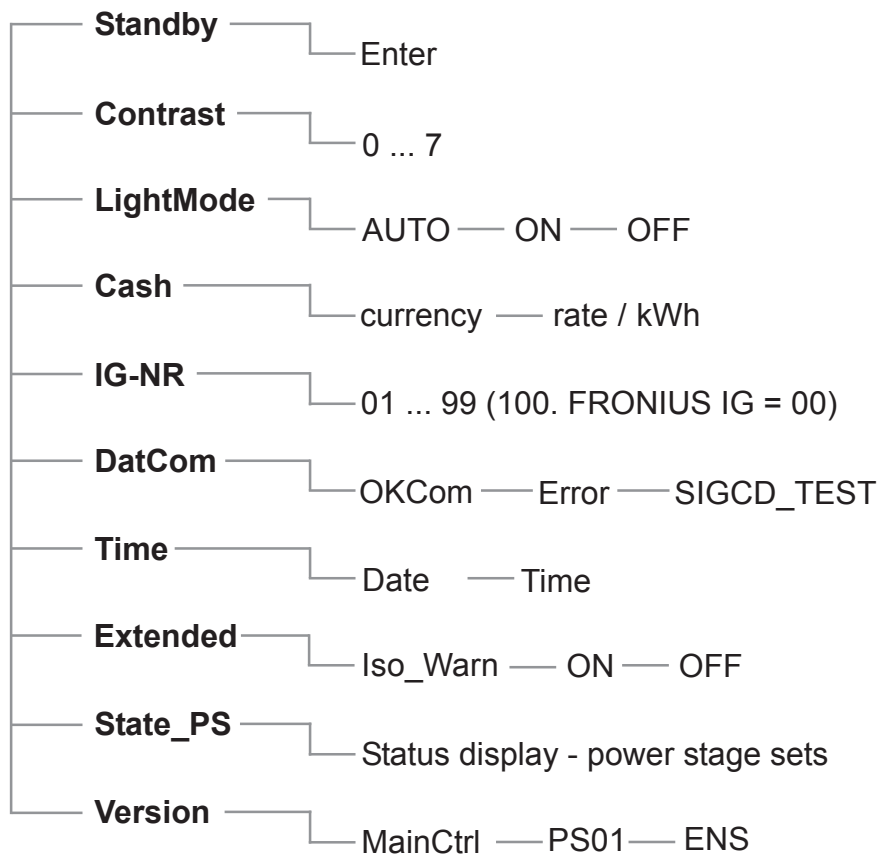 Standby
Enter
Contrast
0 ... 7
LightMode
AUTO ON OFF
Cash
currency rate / kWh
IG-NR
01 ... 99 (100. FRONIUS IG = 00)
DatCom
OKCom Error SIGCD_TEST
Time
Date Time
Extended
Iso_Warn ON OFF
State_PS
Status display - power stage sets
Version
MainCtrl PS01 ENS